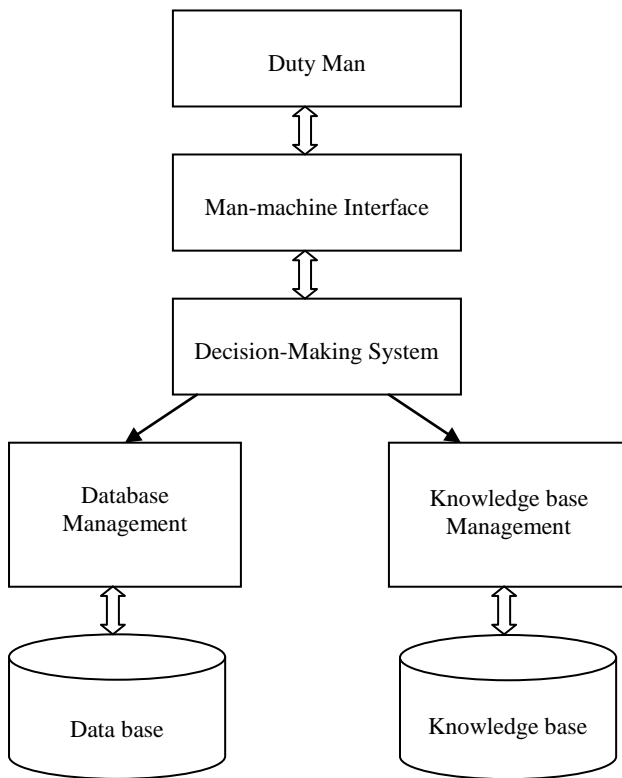 Duty Man
Man-machine Interface
Decision-Making System
Database
Management
Knowledge base
Management
Data base
Knowledge base